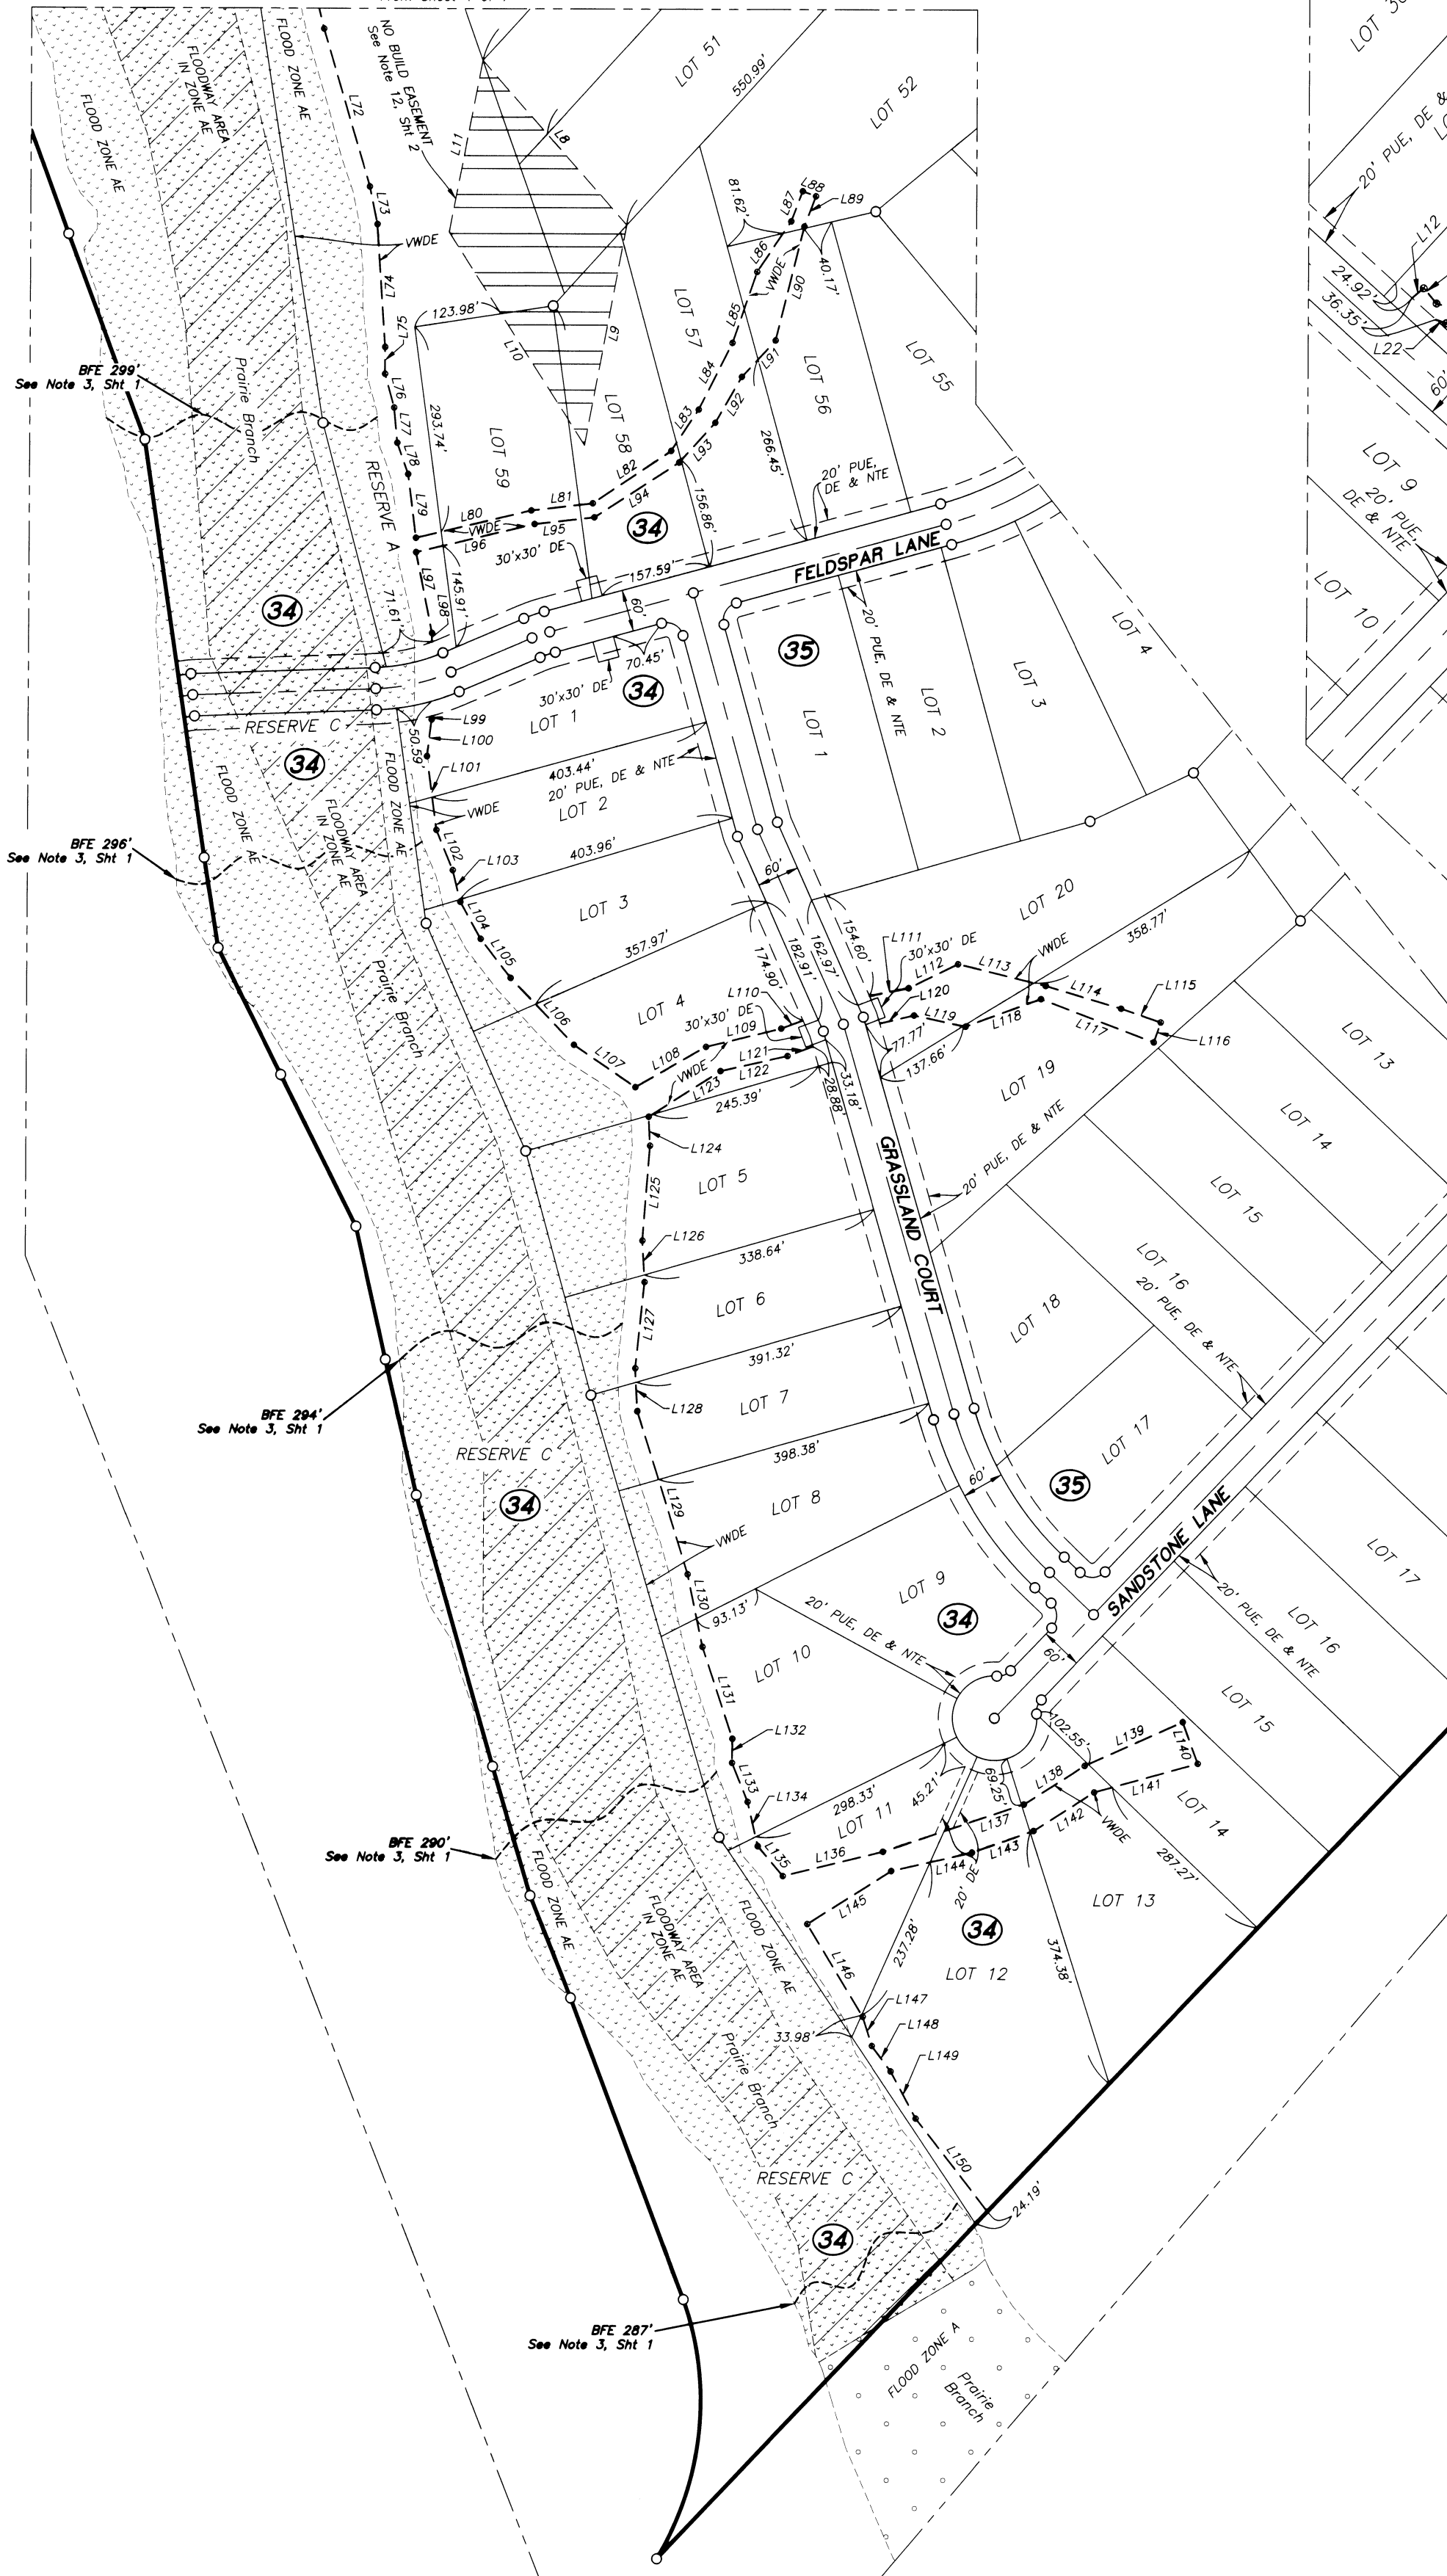 NO BUILD EASEMENT
See Note 12, Sht 2
FLOOD ZONE AE
FLOODWAY AREA
IN ZONE AE
FLOOD ZONE AE
L72
L73
VWDE
L74
L75
L76
L77
L78
L79
L11
L8
L10
L9
LOT 51
550.99'
LOT 52
81.62'
L87
L88
L89
L86
VWDE
L90
40.17'
L85
L84
L91
L83
L92
L93
L82
L94
LOT 57
LOT 56
LOT 55
LOT 58
LOT 59
123.98'
293.74'
266.45'
20' PUE,
DE & NTE
156.86'
L80
L81
VWDE
L95
L96
30'x30' DE
34
157.59'
FELDSPAR LANE
BFE 299'
See Note 3, Sht 1
Prairie Branch
RESERVE A
34
L97
L98
145.91'
71.61'
60'
70.45'
30'x30' DE
34
35
20' PUE, DE & NTE
LOT 1
LOT 2
LOT 3
LOT 4
RESERVE C
34
FLOOD ZONE AE
50.59'
L99
L100
L101
LOT 1
403.44'
20' PUE, DE & NTE
VWDE
LOT 2
FLOOD ZONE AE
FLOODWAY AREA
IN ZONE AE
BFE 296'
See Note 3, Sht 1
L102
L103
403.96'
60'
L104
L105
LOT 3
357.97'
Prairie Branch
L106
L107
LOT 4
174.90'
182.91'
162.97'
154.60'
L111
30'x30' DE
L112
L113
VWDE
LOT 20
358.77'
L114
L115
L116
L117
L118
L119
L120
77.77'
137.66'
L110
30'x30' DE
L109
L108
VWDE
L121
L122
L123
245.39'
28.88'
33.18'
LOT 19
20' PUE, DE & NTE
LOT 13
LOT 14
LOT 15
LOT 16
20' PUE, DE & NTE
L124
L125
LOT 5
L126
338.64'
GRASSLAND COURT
LOT 6
L127
391.32'
LOT 18
LOT 7
L128
398.38'
BFE 294'
See Note 3, Sht 1
RESERVE C
34
LOT 8
L129
VWDE
60'
LOT 17
35
L130
93.13'
LOT 9
20' PUE, DE & NTE
34
SANDSTONE LANE
20' PUE, DE & NTE
LOT 17
LOT 16
LOT 15
LOT 10
L131
L132
L133
L134
60'
102.55'
L139
L140
L138
L141
298.33'
45.21'
69.25'
LOT 11
L137
L142
VWDE
LOT 14
L135
L136
L143
L144
20' DE
287.27'
BFE 290'
See Note 3, Sht 1
FLOOD ZONE AE
FLOODWAY AREA
IN ZONE AE
FLOOD ZONE AE
L145
L146
237.28'
34
LOT 13
LOT 12
374.38'
L147
33.98'
L148
L149
Prairie Branch
L150
RESERVE C
34
24.19'
BFE 287'
See Note 3, Sht 1
FLOOD ZONE A
Prairie
Branch
20' PUE, DE &
L12
24.92'
36.35'
L22
60'
LOT 9
20' PUE,
DE & NTE
LOT 10